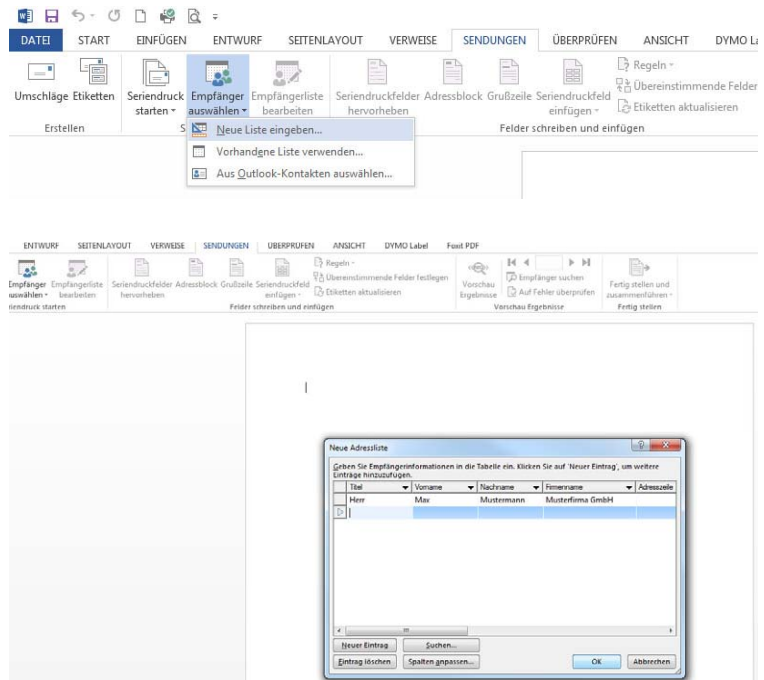 DATEI START EINFÜGEN ENTWURF SEITENLAYOUT VERWEISE SENDUNGEN ÜBERPRÜFEN ANSICHT DYMO La
Umschläge Etiketten Seriendruck starten Empfänger auswählen Empfängerliste bearbeiten Seriendruckfelder hervorheben Adressblock Grußzeile Seriendruckfeld einfügen
Regeln
Übereinstimmende Felder
Etiketten aktualisieren
Erstellen S Felder schreiben und einfügen
Neue Liste eingeben...
Vorhandene Liste verwenden...
Aus Outlook-Kontakten auswählen...
ENTWURF SEITENLAYOUT VERWEISE SENDUNGEN ÜBERPRÜFEN ANSICHT DYMO Label Foxit PDF
Empfänger auswählen Empfängerliste bearbeiten Seriendruckfelder hervorheben Adressblock Grußzeile Seriendruckfeld einfügen
Regeln
Übereinstimmende Felder festlegen
Etiketten aktualisieren
Vorschau Ergebnisse
Empfänger suchen
Auf Fehler überprüfen
Fertig stellen und zusammenführen
riendruck starten Felder schreiben und einfügen Vorschau Ergebnisse Fertig stellen
Neue Adressliste
Geben Sie Empfängerinformationen in die Tabelle ein. Klicken Sie auf 'Neuer Eintrag', um weitere
Einträge hinzuzufügen.
Titel Vorname Nachname Firmenname Adresszeile
Herr Max Mustermann Musterfirma GmbH
Neuer Eintrag Suchen...
Eintrag löschen Spalten anpassen... OK Abbrechen